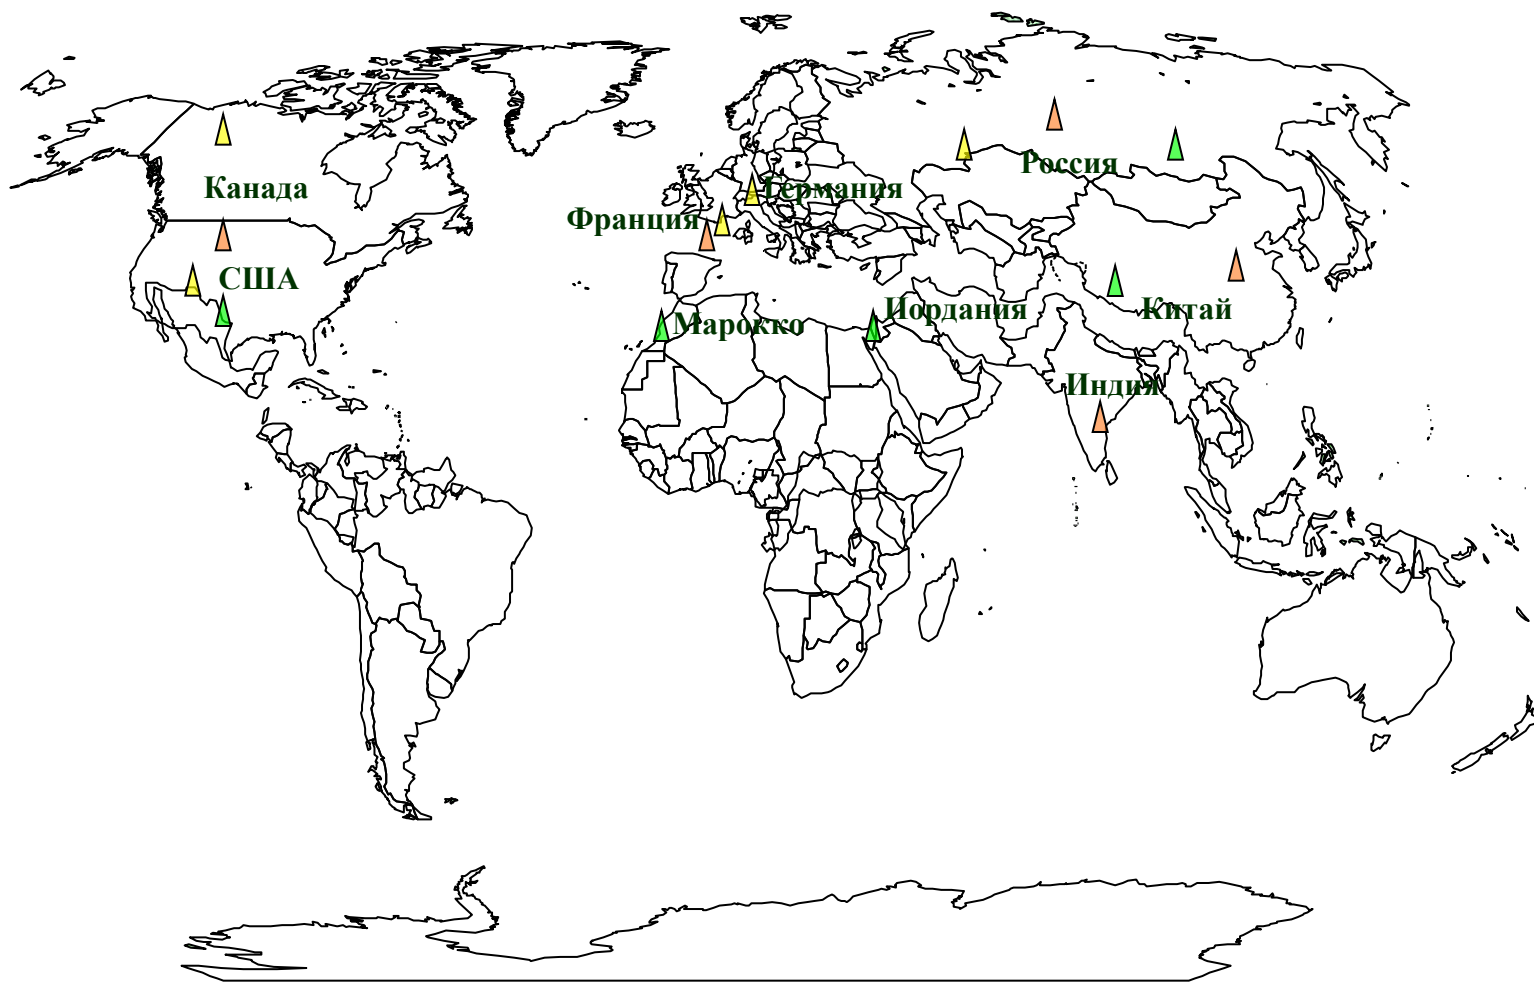 Канада
Германия
Россия
Франция
США
Марокко
Иордания
Китай
Индия